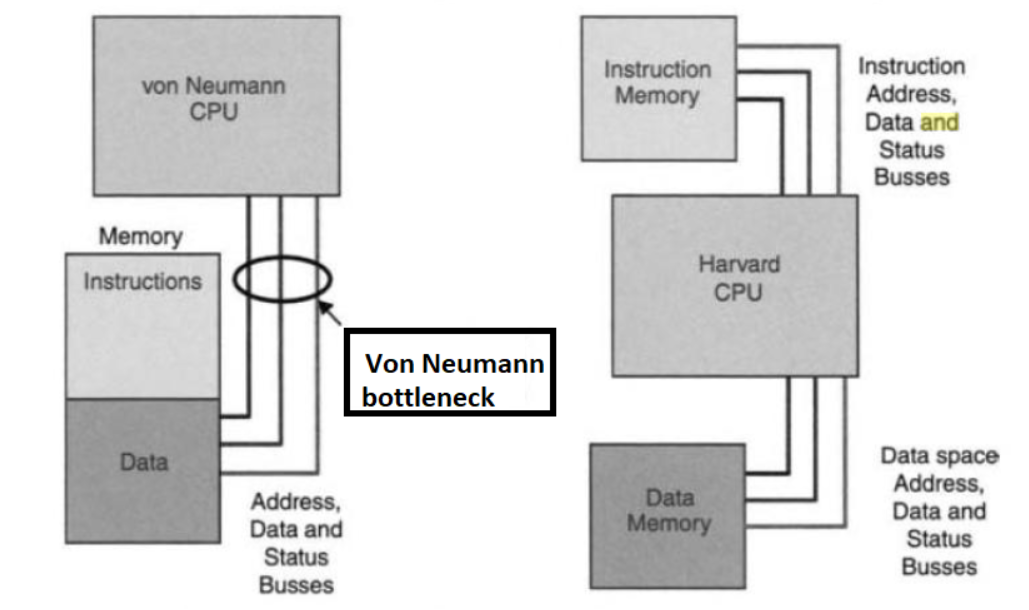 von Neumann
CPU
Memory
Instructions
Von Neumann
bottleneck
Data
Address,
Data and
Status
Busses
Instruction
Memory
Instruction
Address,
Data and
Status
Busses
Harvard
CPU
Data
Memory
Data space
Address,
Data and
Status
Busses